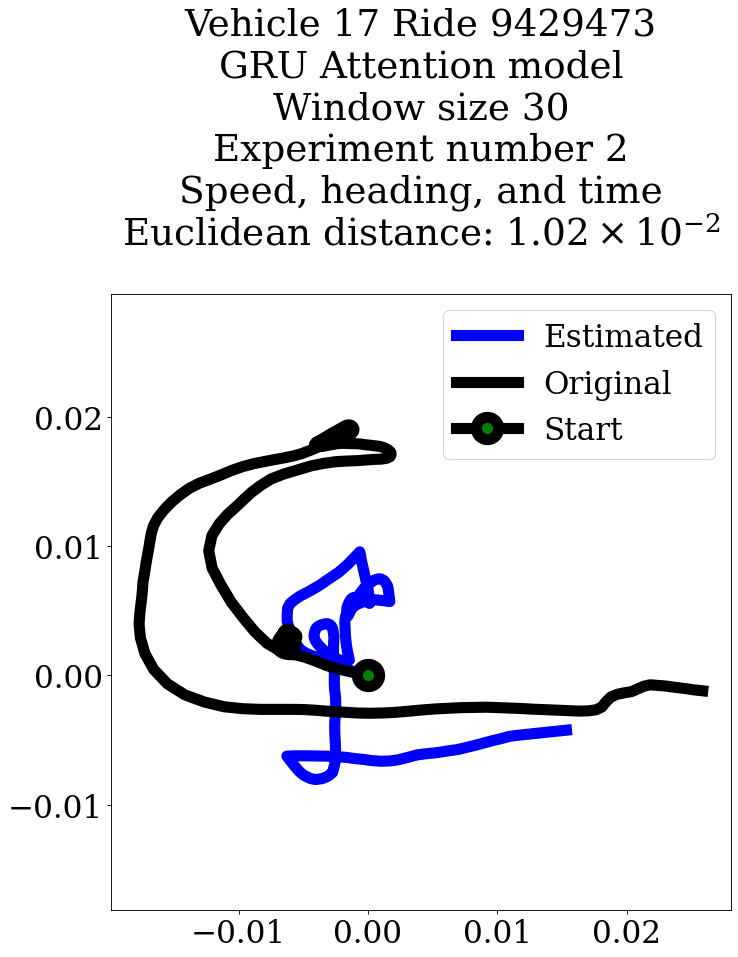 Vehicle 17 Ride 9429473
GRU Attention model
Window size 30
Experiment number 2
Speed, heading, and time
Euclidean distance: 1.02 × 10⁻²
Estimated
Original
Start
0.02
0.01
0.00
−0.01
−0.01 0.00 0.01 0.02